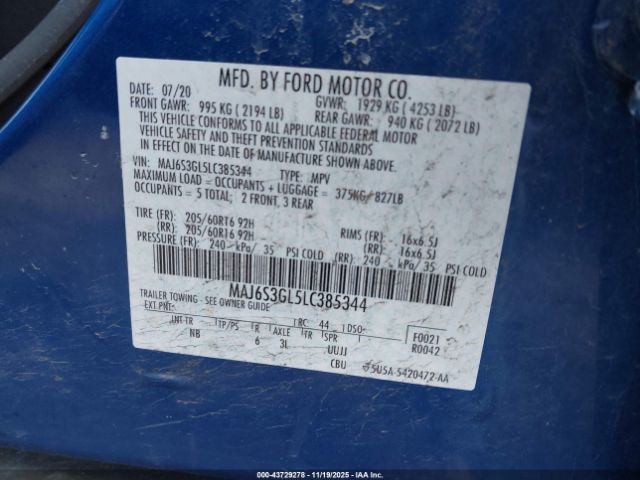 MFD. BY FORD MOTOR CO.
DATE: 07/20 GVWR: 1929 KG ( 4253 LB)
FRONT GAWR: 995 KG ( 2194 LB) REAR GAWR: 940 KG ( 2072 LB)
THIS VEHICLE CONFORMS TO ALL APPLICABLE FEDERAL MOTOR
VEHICLE SAFETY AND THEFT PREVENTION STANDARDS
IN EFFECT ON THE DATE OF MANUFACTURE SHOWN ABOVE.
VIN: MAJ6S3GL5LC385344 TYPE: MPV
MAXIMUM LOAD = OCCUPANTS + LUGGAGE = 375KG/ 827LB
OCCUPANTS = 5 TOTAL; 2 FRONT, 3 REAR
TIRE (FR): 205/60R16 92H RIMS (FR): 16x6.5J
(RR): 205/60R16 92H (RR): 16x6.5J
PRESSURE (FR): 240 kPa/ 35 PSI COLD (RR): 240 kPa/ 35 PSI COLD
MAJ6S3GL5LC385344
TRAILER TOWING - SEE OWNER GUIDE
EXT PNT: RC: 44 DSO: F0021
R0042
INT TR TP/PS R AXLE TR SPR
NB 6 3L UUJJ
CBU 5U5A-5420472-AA
000-43729278 - 11/19/2025 - IAAI.com